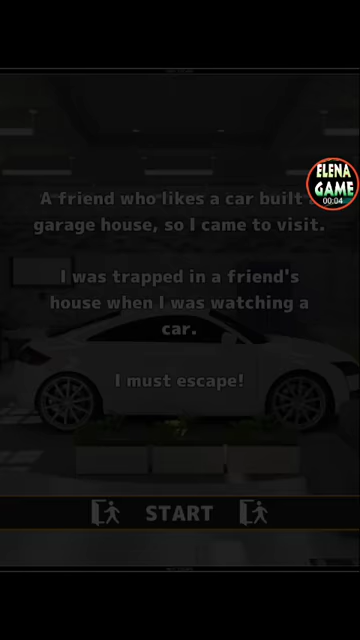 ELENA
GAME
00:04
A friend who likes a car built
garage house, so I came to visit.
I was trapped in a friend's
house when I was watching a
car.
I must escape!
START